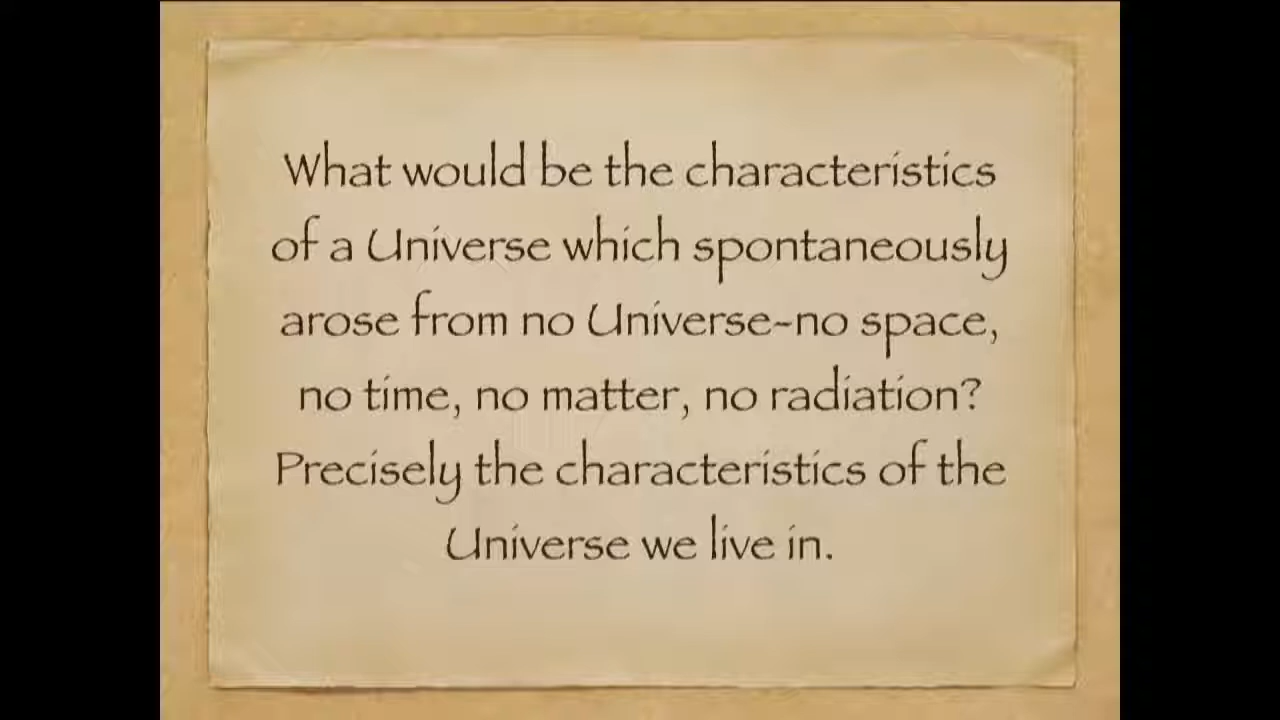 What would be the characteristics
of a Universe which spontaneously
arose from no Universe-no space,
no time, no matter, no radiation?
Precisely the characteristics of the
Universe we live in.